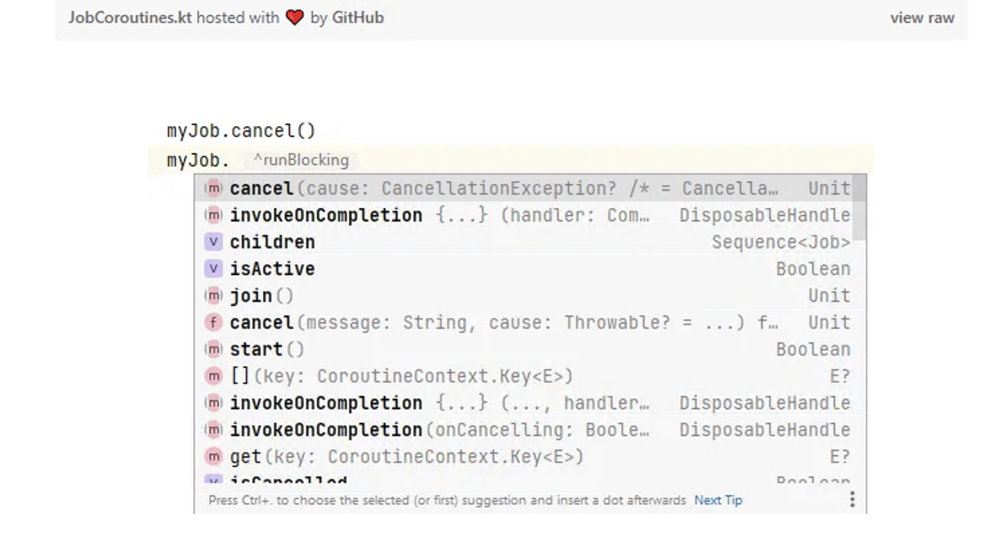 JobCoroutines.kt hosted with ❤ by GitHub view raw
myJob.cancel()
myJob. ^runBlocking
m cancel(cause: CancellationException? /* = Cancella… Unit
m invokeOnCompletion {...} (handler: Com… DisposableHandle
v children Sequence<Job>
v isActive Boolean
m join() Unit
f cancel(message: String, cause: Throwable? = ...) f… Unit
m start() Boolean
m [](key: CoroutineContext.Key<E>) E?
m invokeOnCompletion {...} (..., handler… DisposableHandle
m invokeOnCompletion(onCancelling: Boole… DisposableHandle
m get(key: CoroutineContext.Key<E>) E?
v isCancelled Boolean
Press Ctrl+. to choose the selected (or first) suggestion and insert a dot afterwards Next Tip